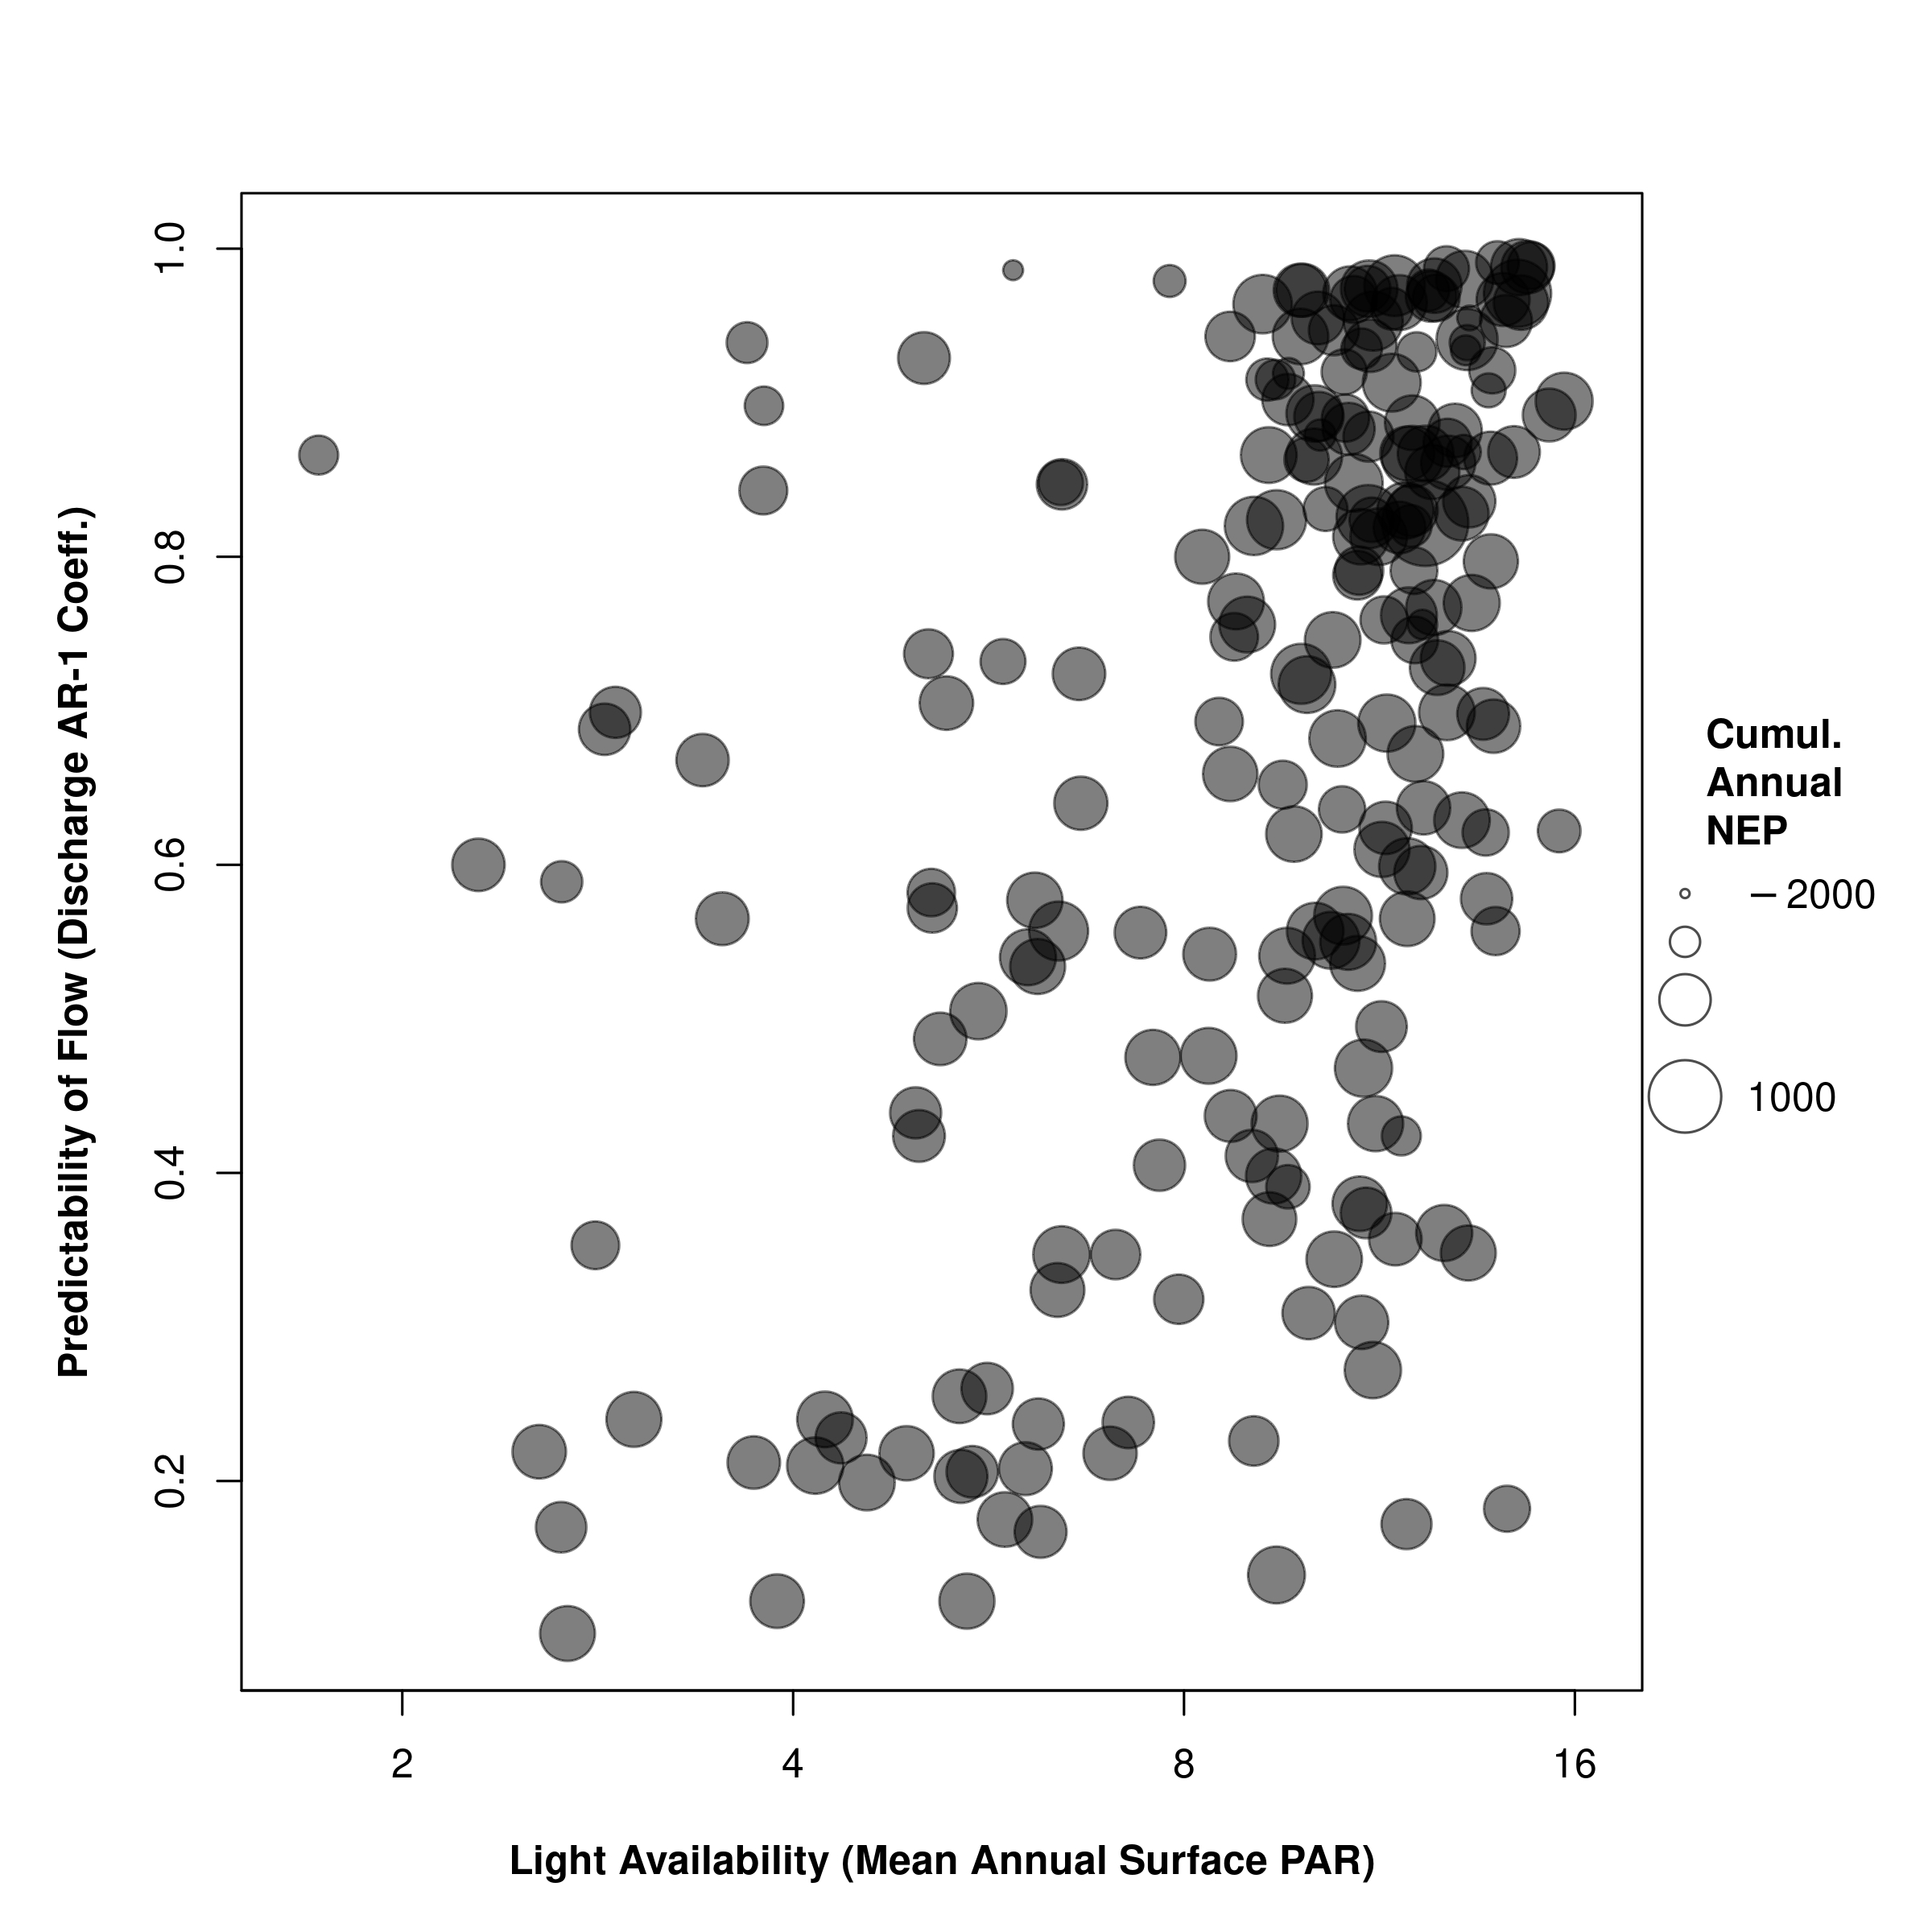 1.0
0.8
0.6
0.4
0.2
Predictability of Flow (Discharge AR-1 Coeff.)
2 4 8 16
Light Availability (Mean Annual Surface PAR)
Cumul.
Annual
NEP
−2000
1000